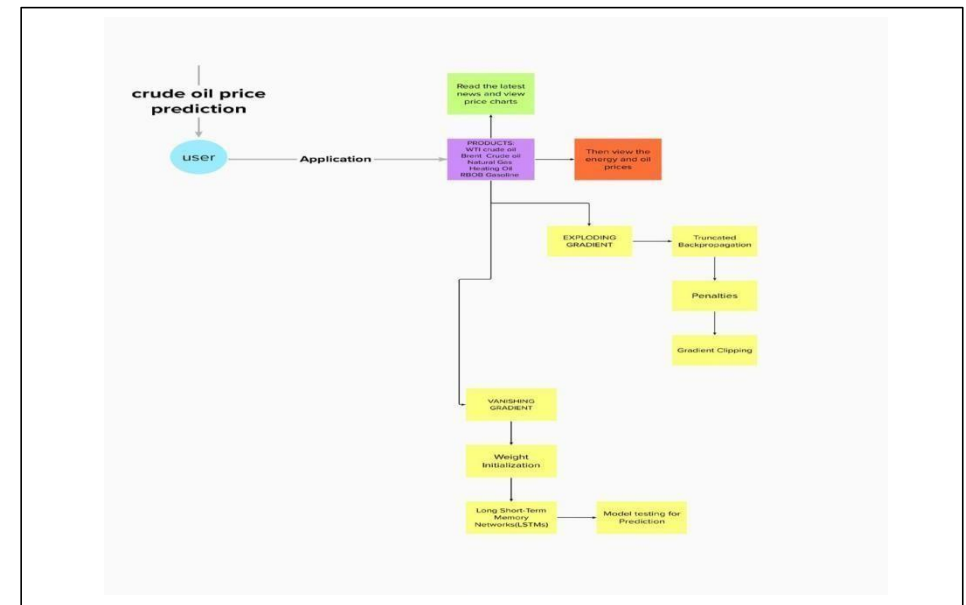 crude oil price
prediction
user
Application
Read the latest
news and view
price charts
PRODUCTS:
WTI crude oil
Brent Crude oil
Natural Gas
Heating Oil
RBOB Gasoline
Then view the
energy and oil
prices
EXPLODING
GRADIENT
Truncated
Backpropagation
Penalties
Gradient Clipping
VANISHING
GRADIENT
Weight
Initialization
Long Short-Term
Memory
Networks(LSTMs)
Model testing for
Prediction